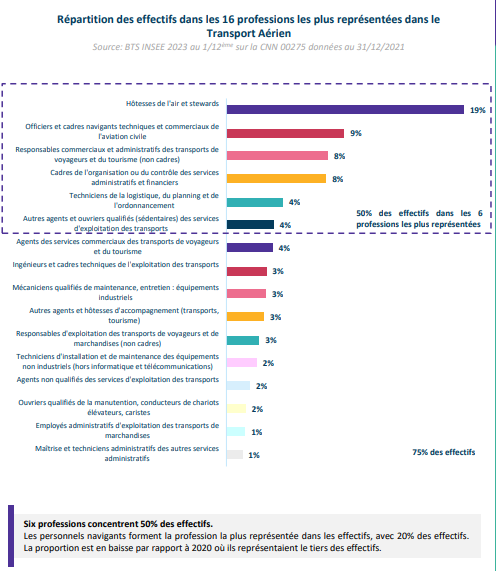 Répartition des effectifs dans les 16 professions les plus représentées dans le
Transport Aérien
Source: BTS INSEE 2023 au 1/12ième sur la CNN 00275 données au 31/12/2021
Hôtesses de l'air et stewards
19%
Officiers et cadres navigants techniques et commerciaux de
l'aviation civile
9%
Responsables commerciaux et administratifs des transports de
voyageurs et du tourisme (non cadres)
8%
Cadres de l'organisation ou du contrôle des services
administratifs et financiers
8%
Techniciens de la logistique, du planning et de
l'ordonnancement
4%
Autres agents et ouvriers qualifiés (sédentaires) des services
d'exploitation des transports
4%
50% des effectifs dans les 6
professions les plus représentées
Agents des services commerciaux des transports de voyageurs
et du tourisme
4%
Ingénieurs et cadres techniques de l'exploitation des transports
3%
Mécaniciens qualifiés de maintenance, entretien : équipements
industriels
3%
Autres agents et hôtesses d'accompagnement (transports,
tourisme)
3%
Responsables d'exploitation des transports de voyageurs et de
marchandises (non cadres)
3%
Techniciens d'installation et de maintenance des équipements
non industriels (hors informatique et télécommunications)
2%
Agents non qualifiés des services d'exploitation des transports
2%
Ouvriers qualifiés de la manutention, conducteurs de chariots
élévateurs, caristes
2%
Employés administratifs d'exploitation des transports de
marchandises
1%
Maîtrise et techniciens administratifs des autres services
administratifs
1%
75% des effectifs
Six professions concentrent 50% des effectifs.
Les personnels navigants forment la profession la plus représentée dans les effectifs, avec 20% des effectifs.
La proportion est en baisse par rapport à 2020 où ils représentaient le tiers des effectifs.